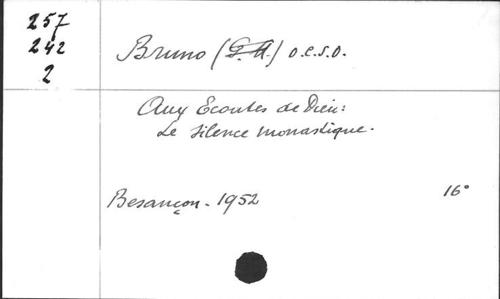 257
242
2
Bruno () O.C.S.O.
Aux Ecoutes de Dieu:
Le silence monastique.
Besançon - 1952
16°